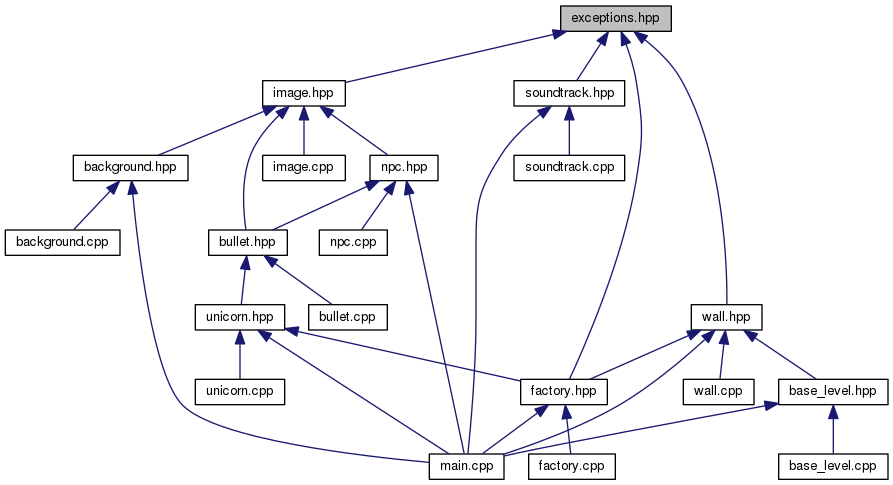 exceptions.hpp
image.hpp
soundtrack.hpp
background.hpp
image.cpp
npc.hpp
soundtrack.cpp
background.cpp
bullet.hpp
npc.cpp
unicorn.hpp
bullet.cpp
wall.hpp
unicorn.cpp
factory.hpp
wall.cpp
base_level.hpp
main.cpp
factory.cpp
base_level.cpp